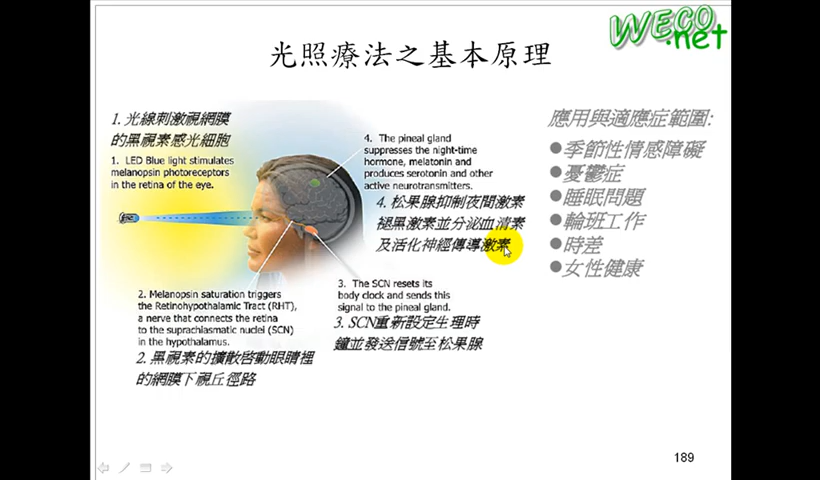 WECO
.net
光照療法之基本原理
1. 光線刺激視網膜
的黑視素感光細胞
1. LED Blue light stimulates
melanopsin photoreceptors
in the retina of the eye.
2. Melanopsin saturation triggers
the Retinohypothalamic Tract (RHT),
a nerve that connects the retina
to the suprachiasmatic nuclei (SCN)
in the hypothalamus.
2. 黑視素的擴散啓動眼睛裡
的網膜下視丘徑路
3. The SCN resets its
body clock and sends this
signal to the pineal gland.
3. SCN重新設定生理時
鐘並發送信號至松果腺
4. The pineal gland
suppresses the night-time
hormone, melatonin and
produces serotonin and other
active neurotransmitters.
4. 松果腺抑制夜間激素
褪黑激素並分泌血清素
及活化神經傳導激素
應用與適應症範圍:
●季節性情感障礙
●憂鬱症
●睡眠問題
●輪班工作
●時差
●女性健康
189